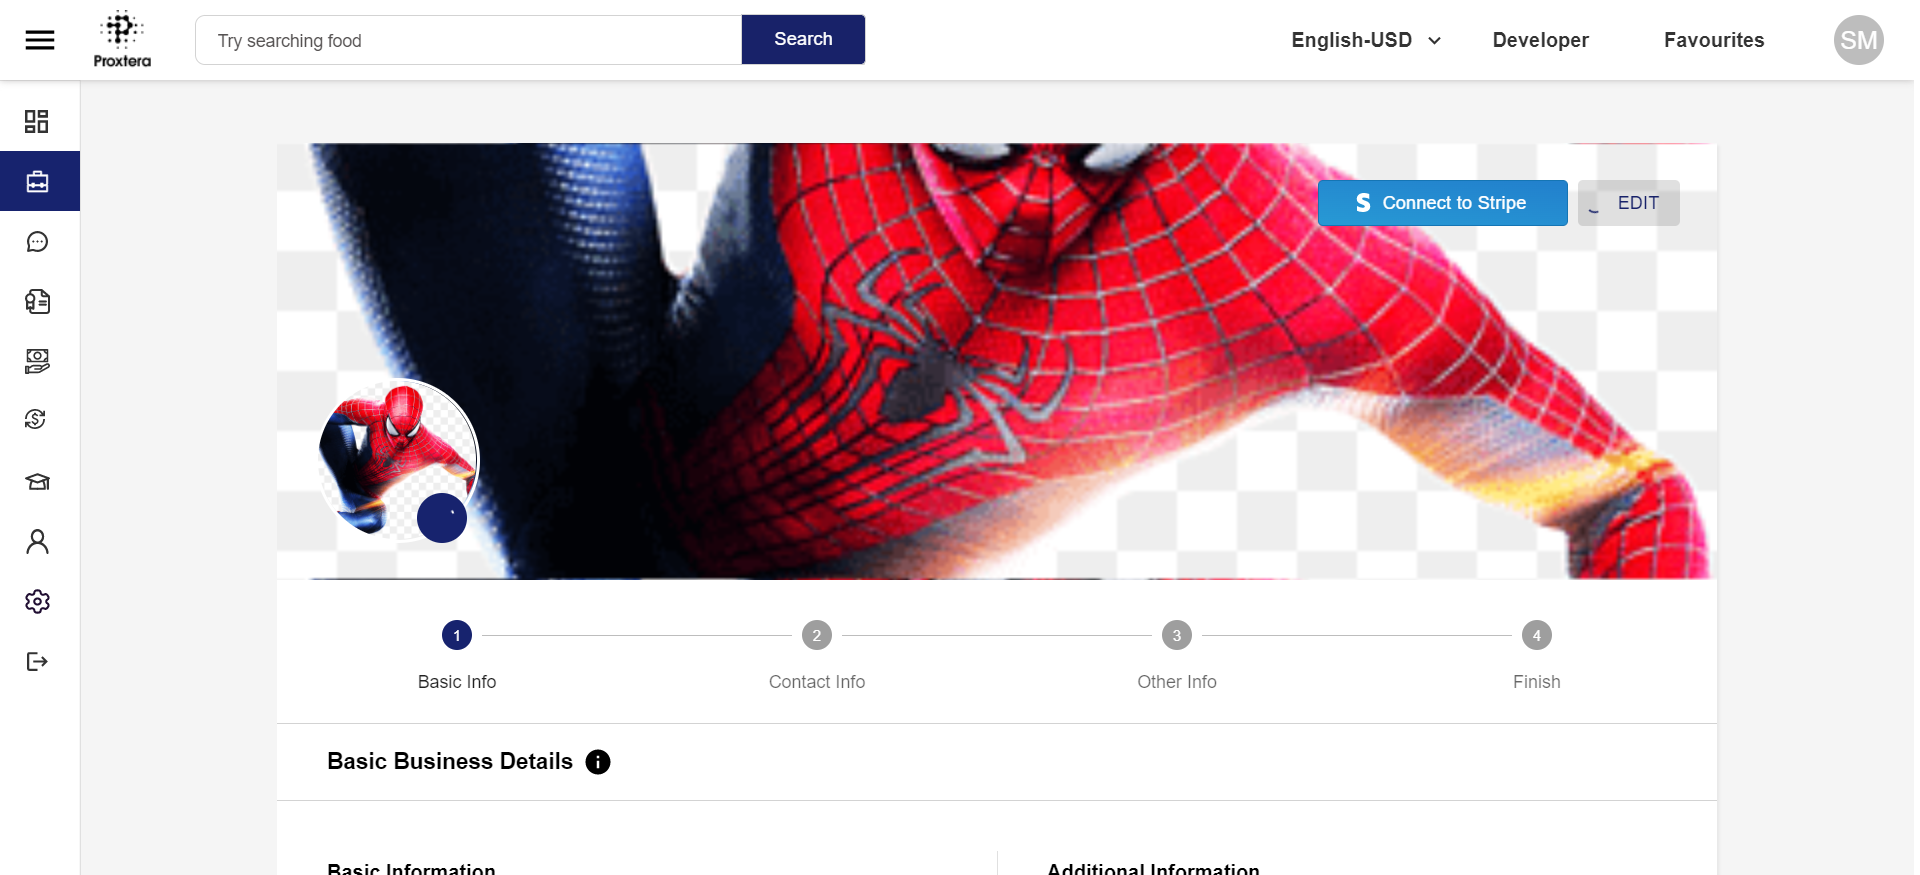 Proxtera
Try searching food
Search
English-USD
Developer
Favourites
SM
S Connect to Stripe
EDIT
1
2
3
4
Basic Info
Contact Info
Other Info
Finish
Basic Business Details
Basic Information
Additional Information